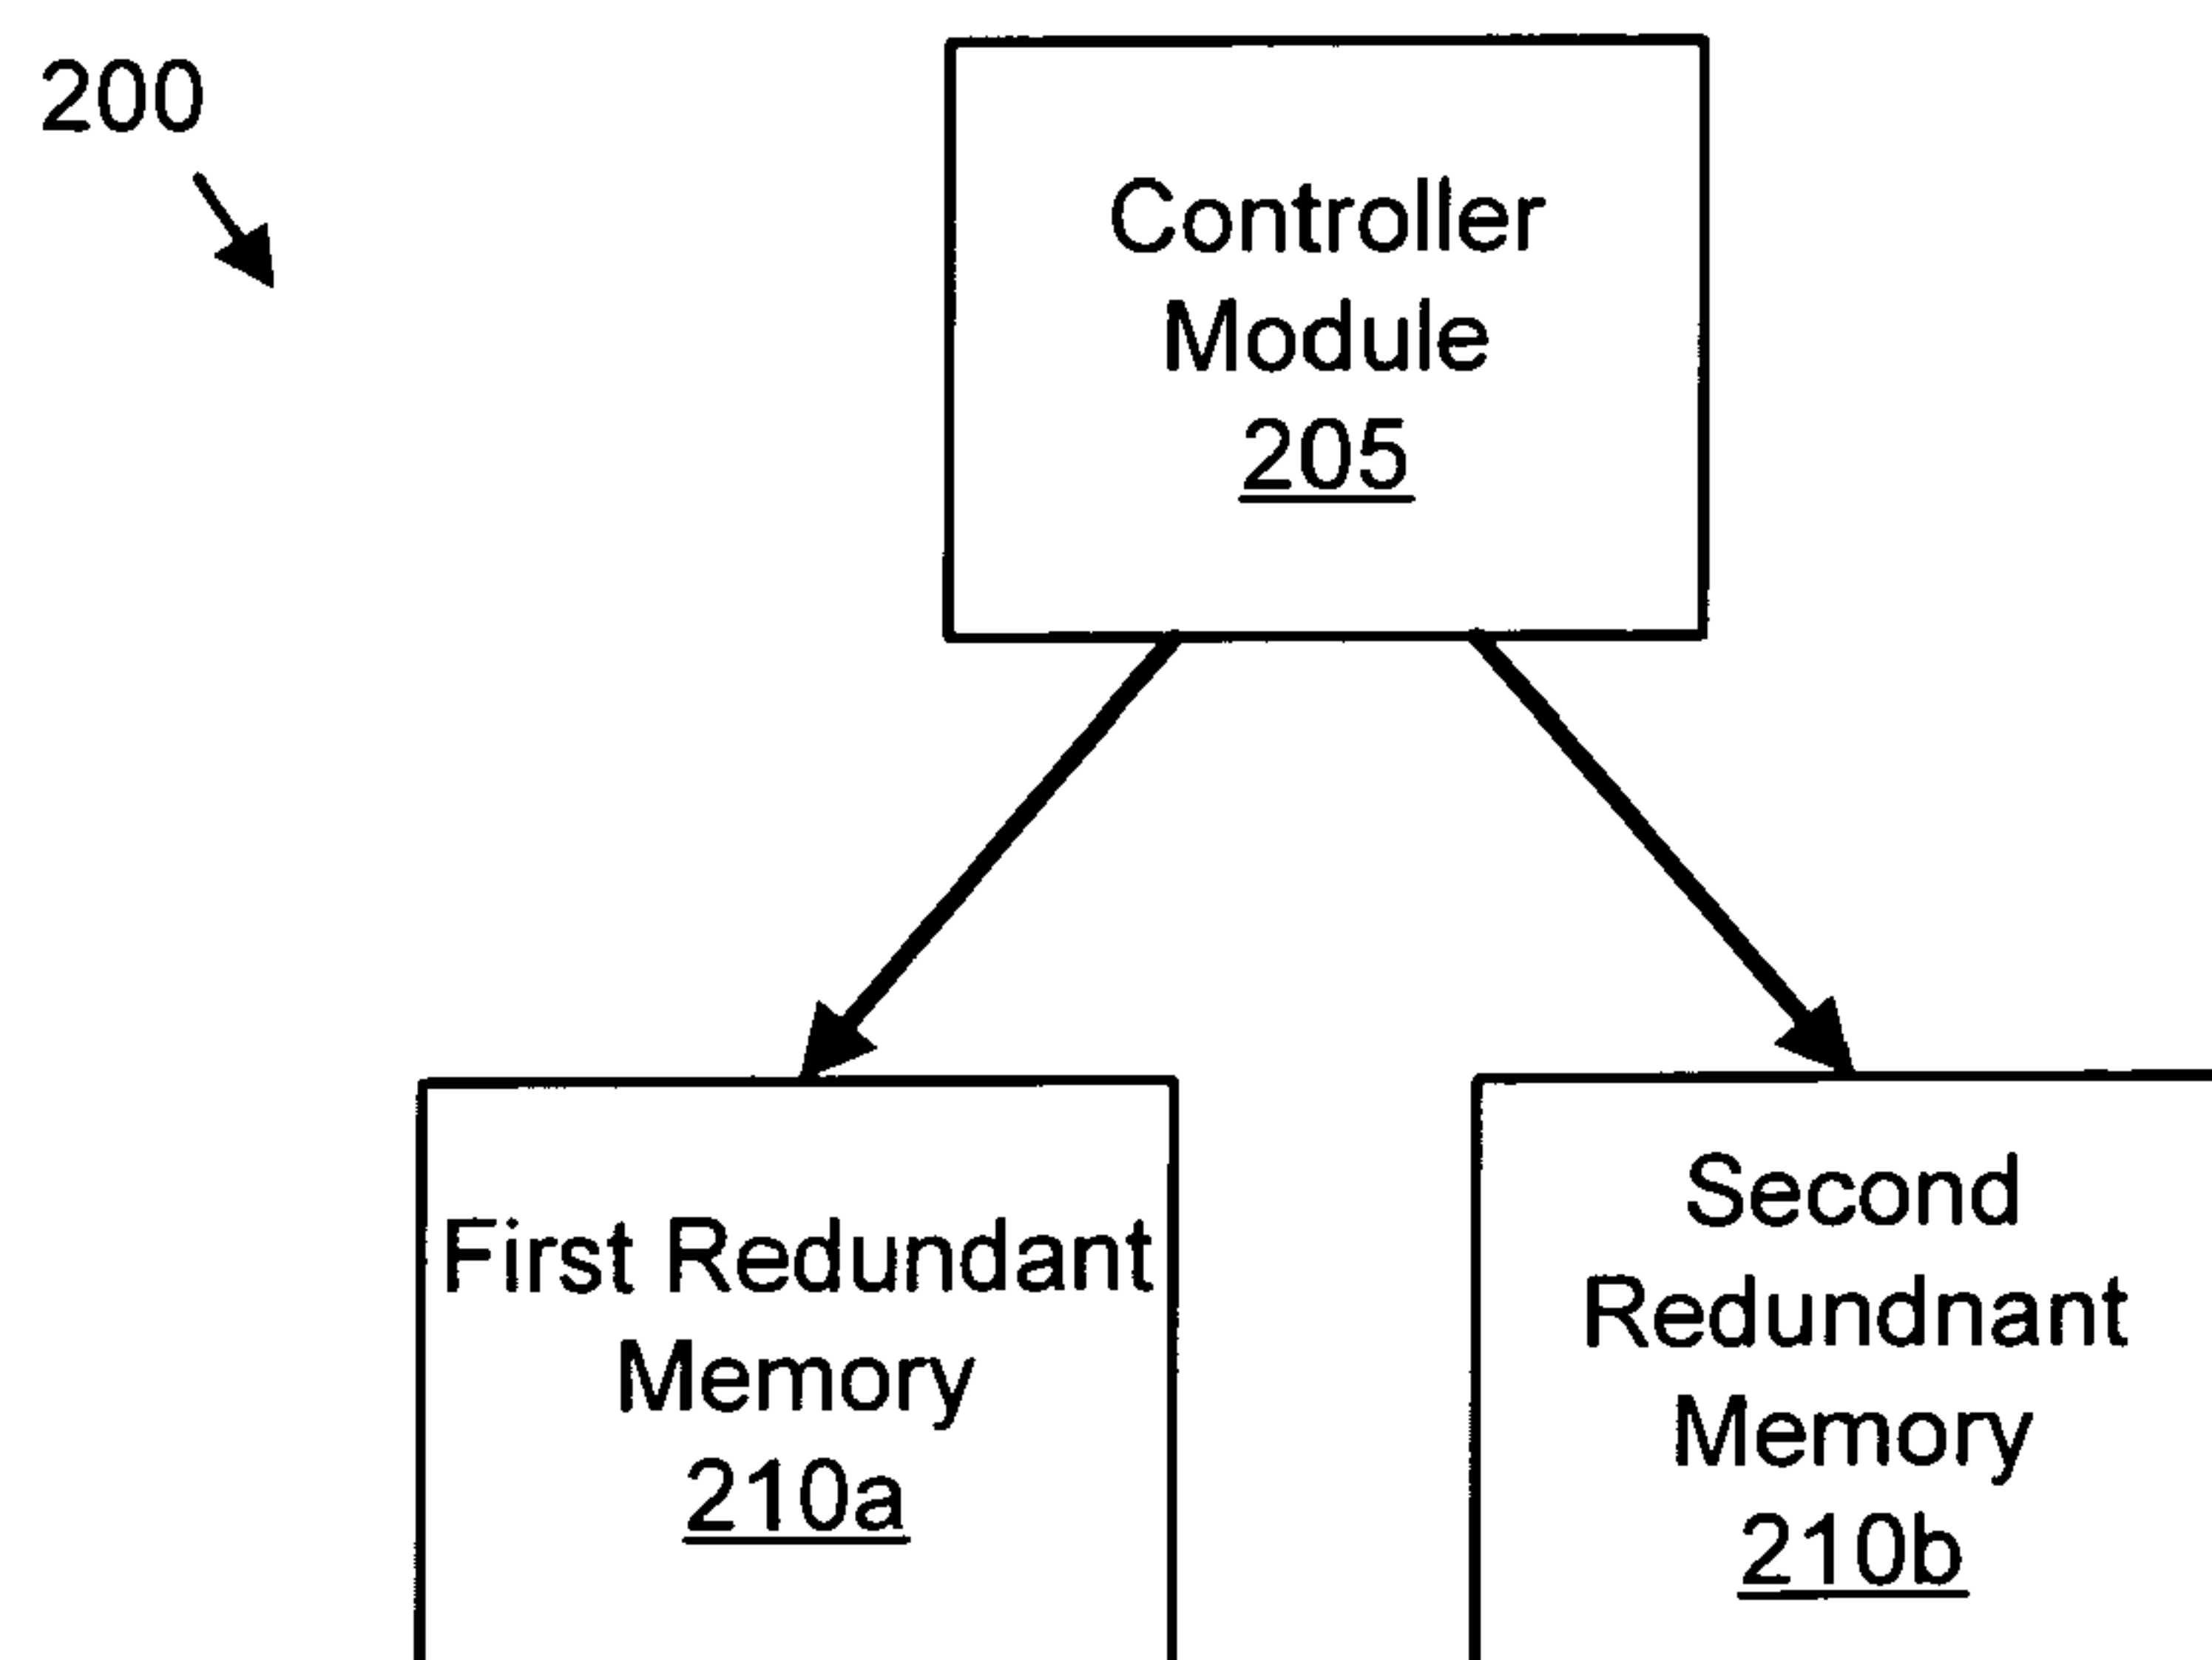 200
Controller
Module
205
First Redundant
Memory
210a
Second
Redundnant
Memory
210b